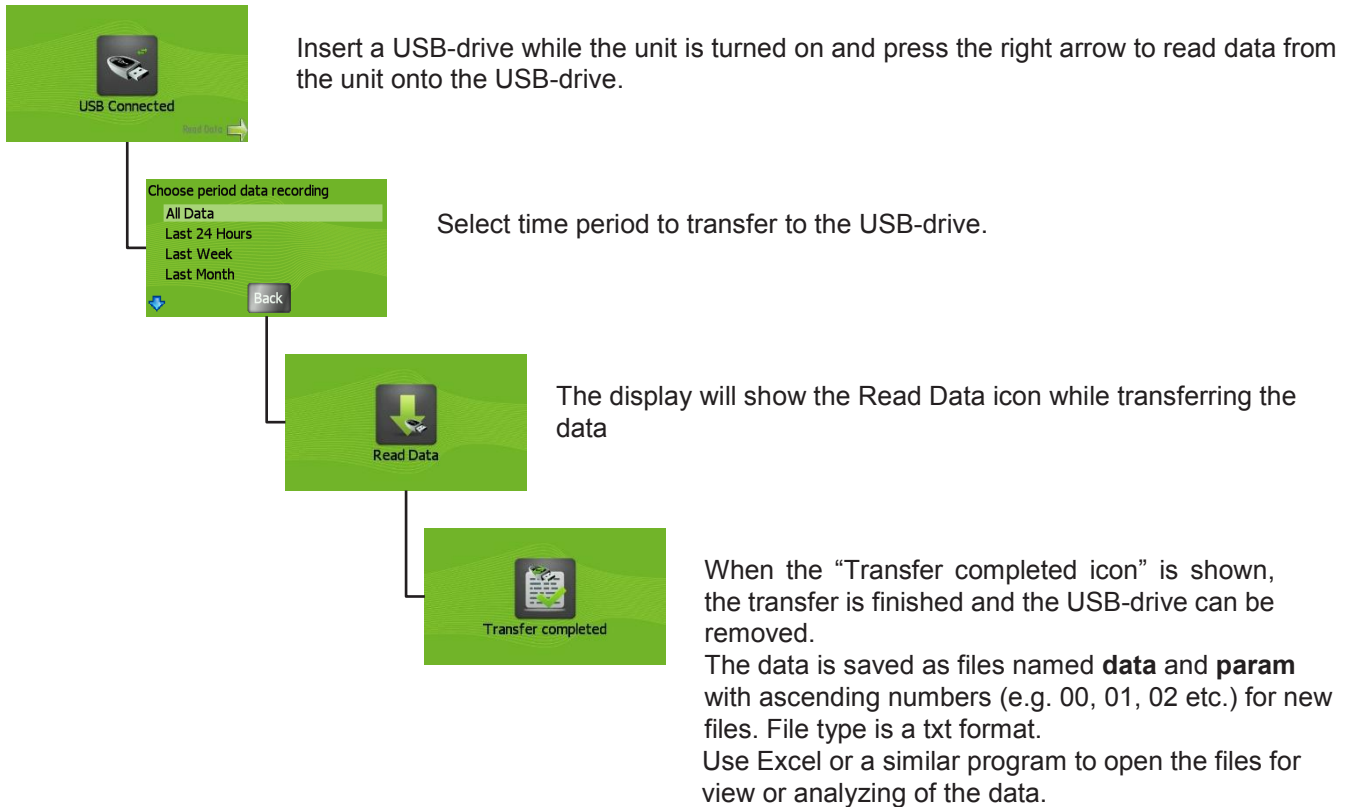 Insert a USB-drive while the unit is turned on and press the right arrow to read data from
the unit onto the USB-drive.
USB Connected
Read Data
Choose period data recording
All Data
Last 24 Hours
Last Week
Last Month
Back
Select time period to transfer to the USB-drive.
The display will show the Read Data icon while transferring the
data
Read Data
Transfer completed
When the “Transfer completed icon” is shown,
the transfer is finished and the USB-drive can be
removed.
The data is saved as files named data and param
with ascending numbers (e.g. 00, 01, 02 etc.) for new
files. File type is a txt format.
Use Excel or a similar program to open the files for
view or analyzing of the data.